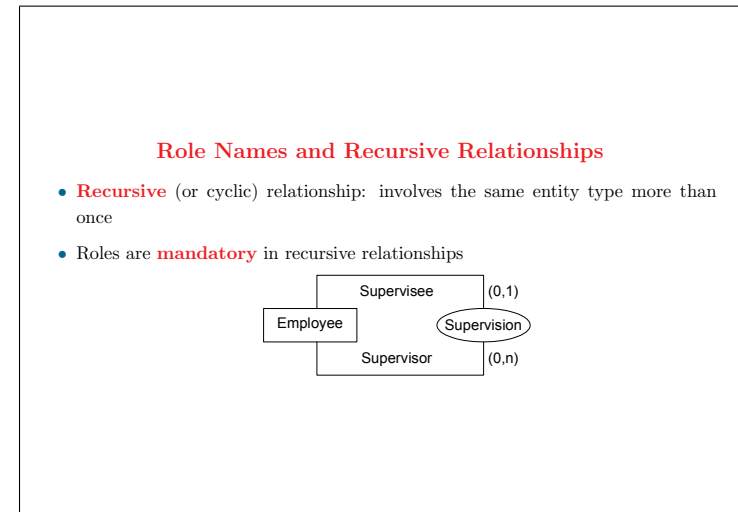 Role Names and Recursive Relationships
• Recursive (or cyclic) relationship: involves the same entity type more than
once
• Roles are mandatory in recursive relationships
Supervisee (0,1)
Employee Supervision
Supervisor (0,n)